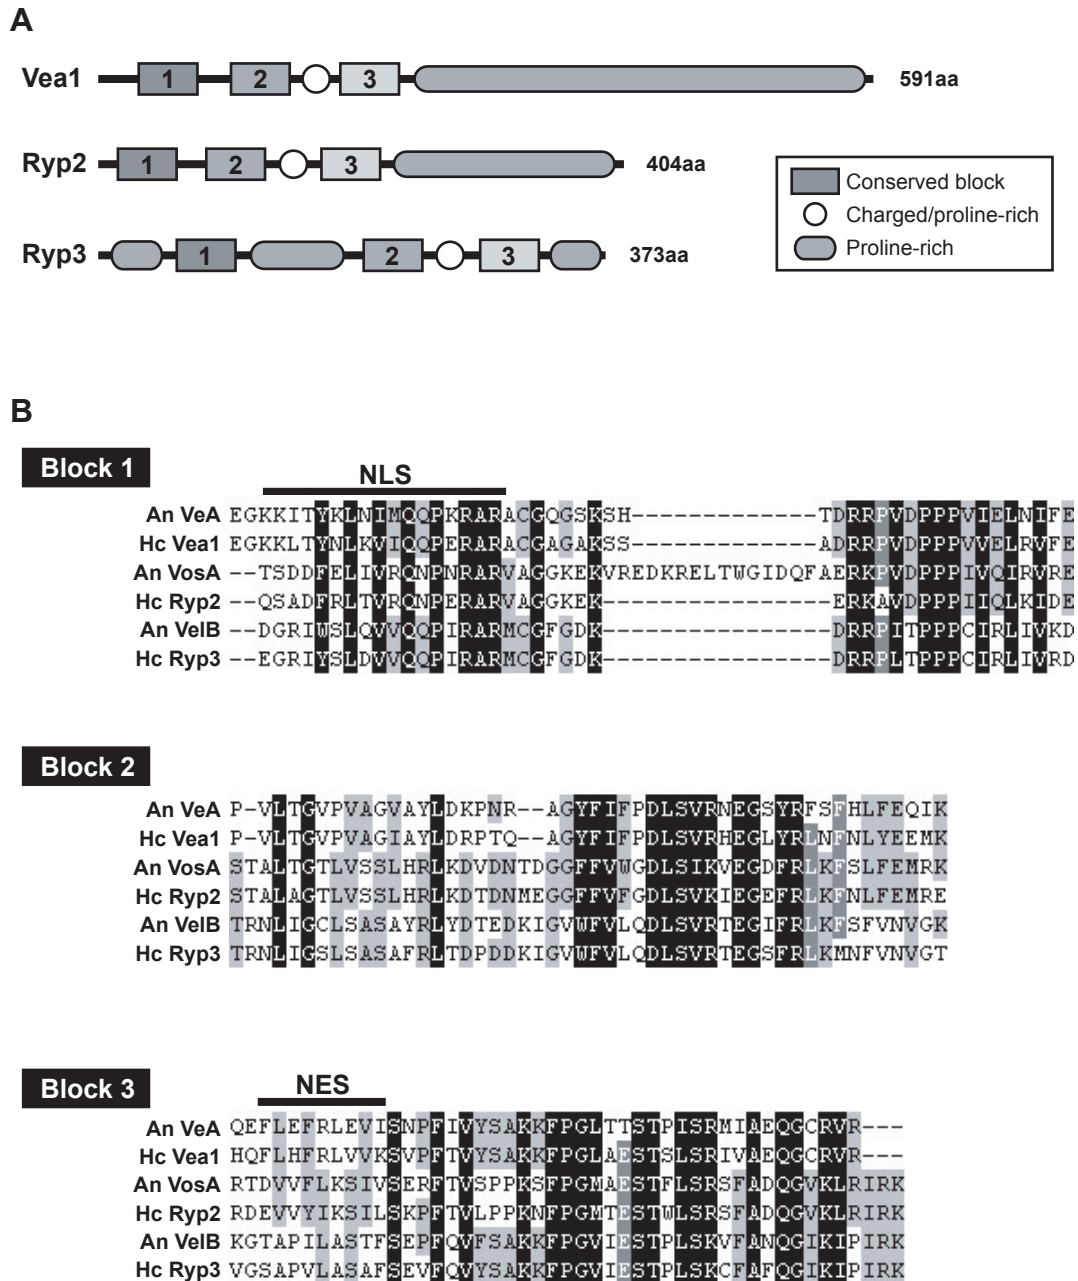 A
Vea1 1 2 3 591aa
Ryp2 1 2 3 404aa
Ryp3 1 2 3 373aa
Conserved block
Charged/proline-rich
Proline-rich
B
Block 1
NLS
An VeA EGKKITYKLNIMQQPKRARACGQGSKSH-------------TDRRPVDPPPVIELNIFE
Hc Vea1 EGKKLTYNLKVIQQPERARACGAGAKSS-------------ADRRPVDPPPVVELRVFE
An VosA --TSDDFELIVRQNPNRARVAGGKEKVREDKRELTWGIDQFAERKPVDPPPIVQIRVRE
Hc Ryp2 --QSADFRLTVRQNPERARVAGGKEK----------------ERKAVDPPPIIQLKIDE
An VelB --DGRIWSLQVVQQPIRARMCGFGDK----------------DRRPITPPPCIRLIVKD
Hc Ryp3 --EGRIYSLDVVQQPIRARMCGFGDK----------------DRRPLTPPPCIRLIVRD
Block 2
An VeA P-VLTGVPVAGVAYLDKPNR--AGYFIFPDLSVRNEGSYRFSFHLFEQIK
Hc Vea1 P-VLTGVPVAGIAYLDRPTQ--AGYFIFPDLSVRHEGLYRLNFNLYEEMK
An VosA STALTGTLVSSLHRLKDVDNTDGGFFVWGDLSIKVEGDFRLKFSLFEMRK
Hc Ryp2 STALAGTLVSSLHRLKDTDNMEGGFFVFGDLSVKIEGEFRLKFNLFEMRE
An VelB TRNLIGCLSASAYRLYDTEDKIGVWFVLQDLSVRTEGIFRLKFSFVNVGK
Hc Ryp3 TRNLIGSLSASAFRLTDPDDKIGVWFVLQDLSVRTEGSFRLKMNFVNVGT
Block 3
NES
An VeA QEFLEFRLEVISNPFIVYSAKKFPGLTTSTPISRMIAEQGCRVR---
Hc Vea1 HQFLHFRLVVKSVPFTVYSAKKFPGLAESTSLSRIVAEQGCRVR---
An VosA RTDVVFLKSIVSERFTVSPPKSFPGMAESTFLSRSFADQGVKLRIRK
Hc Ryp2 RDEVVYIKSILSKPFTVLPPKNFPGMTESTWLSRSFADQGVKLRIRK
An VelB KGTAPILASTFSEPFQVFSAKKFPGVIESTPLSKVFANQGIKIPIRK
Hc Ryp3 VGSAPVLASAFSEVFQVYSAKKFPGVIESTPLSKCFAFQGIKIPIRK